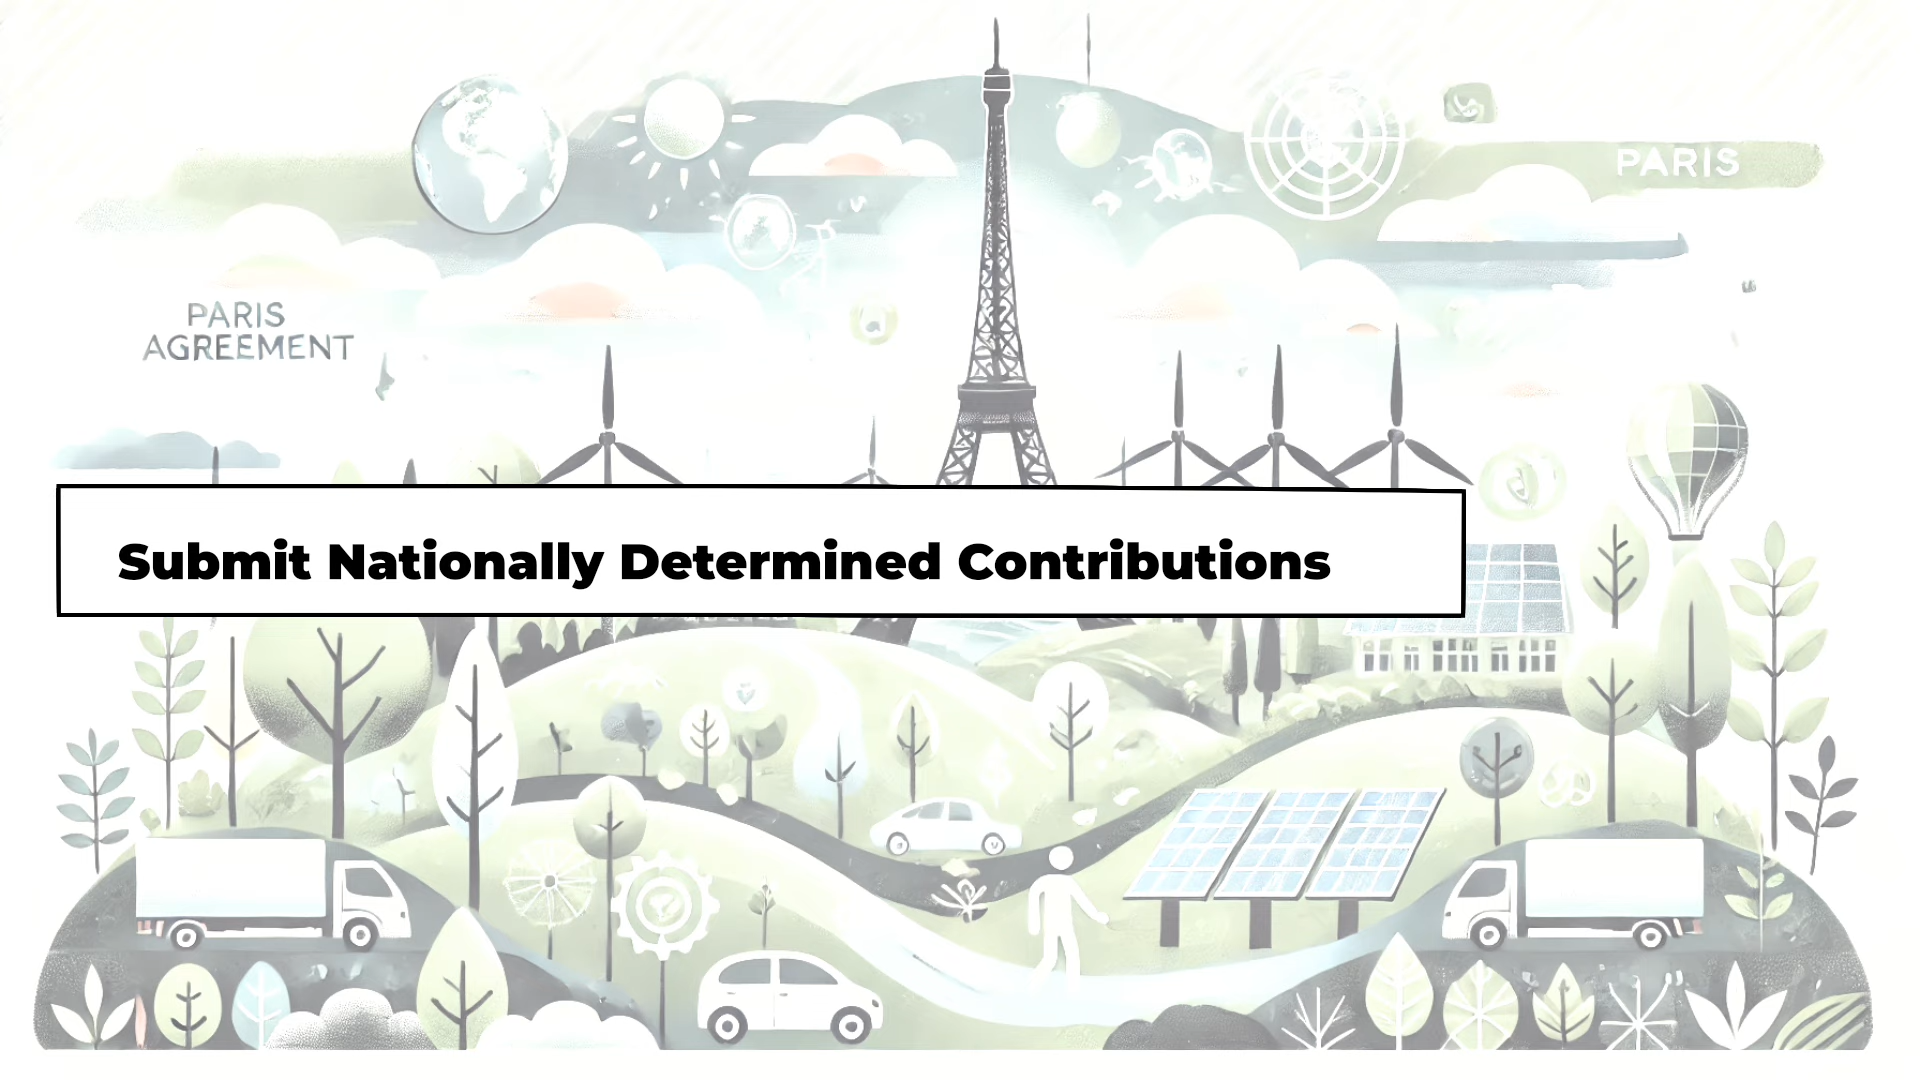 PARIS
PARIS
AGREEMENT
Submit Nationally Determined Contributions